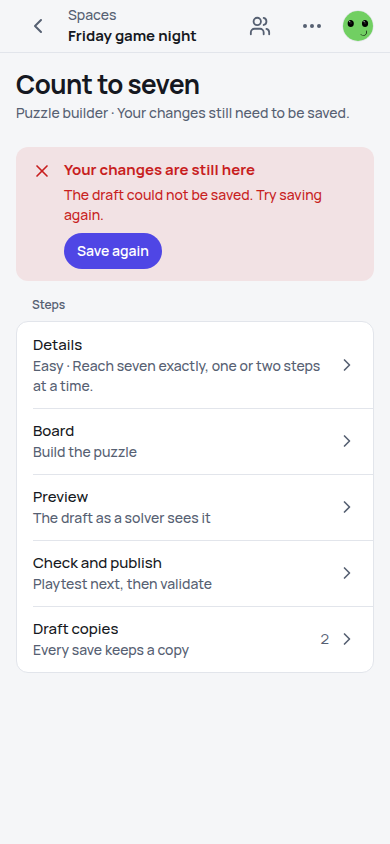 Spaces
Friday game night
Count to seven
Puzzle builder · Your changes still need to be saved.
Your changes are still here
The draft could not be saved. Try saving
again.
Save again
Steps
Details
Easy · Reach seven exactly, one or two steps
at a time.
Board
Build the puzzle
Preview
The draft as a solver sees it
Check and publish
Playtest next, then validate
Draft copies
Every save keeps a copy
2